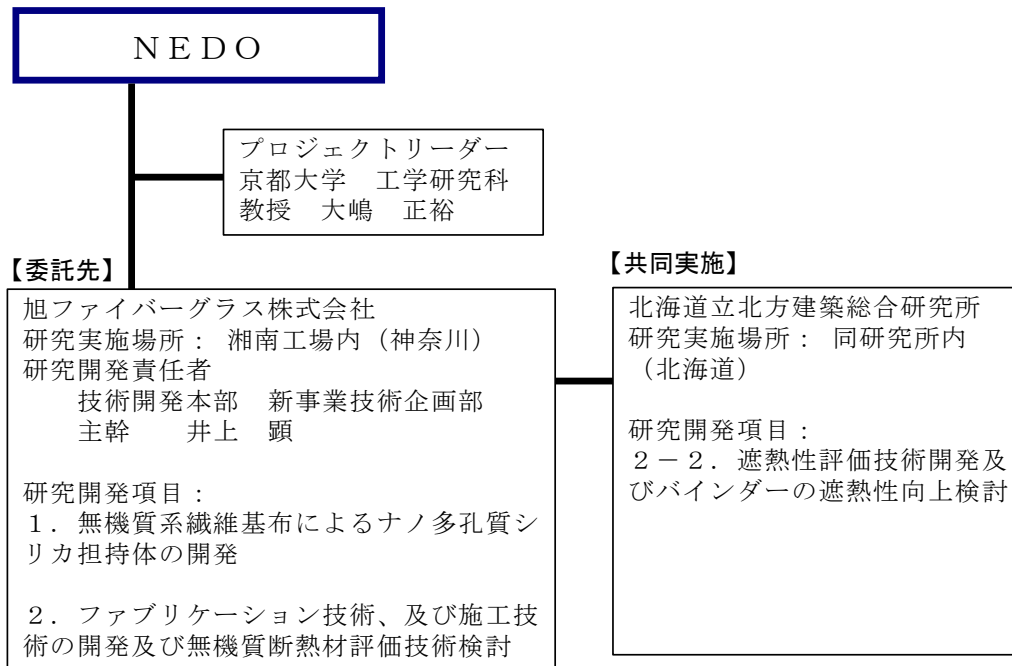 ＮＥＤＯ
プロジェクトリーダー
京都大学　工学研究科
教授　大嶋　正裕
【委託先】
旭ファイバーグラス株式会社
研究実施場所：　湘南工場内（神奈川）
研究開発責任者
　　技術開発本部　新事業技術企画部
　　主幹　　井上　顕
研究開発項目：
１．無機質系繊維基布によるナノ多孔質シ
リカ担持体の開発
２．ファブリケーション技術、及び施工技
術の開発及び無機質断熱材評価技術検討
【共同実施】
北海道立北方建築総合研究所
研究実施場所：　同研究所内
（北海道）
研究開発項目：
２－２．遮熱性評価技術開発及
びバインダーの遮熱性向上検討